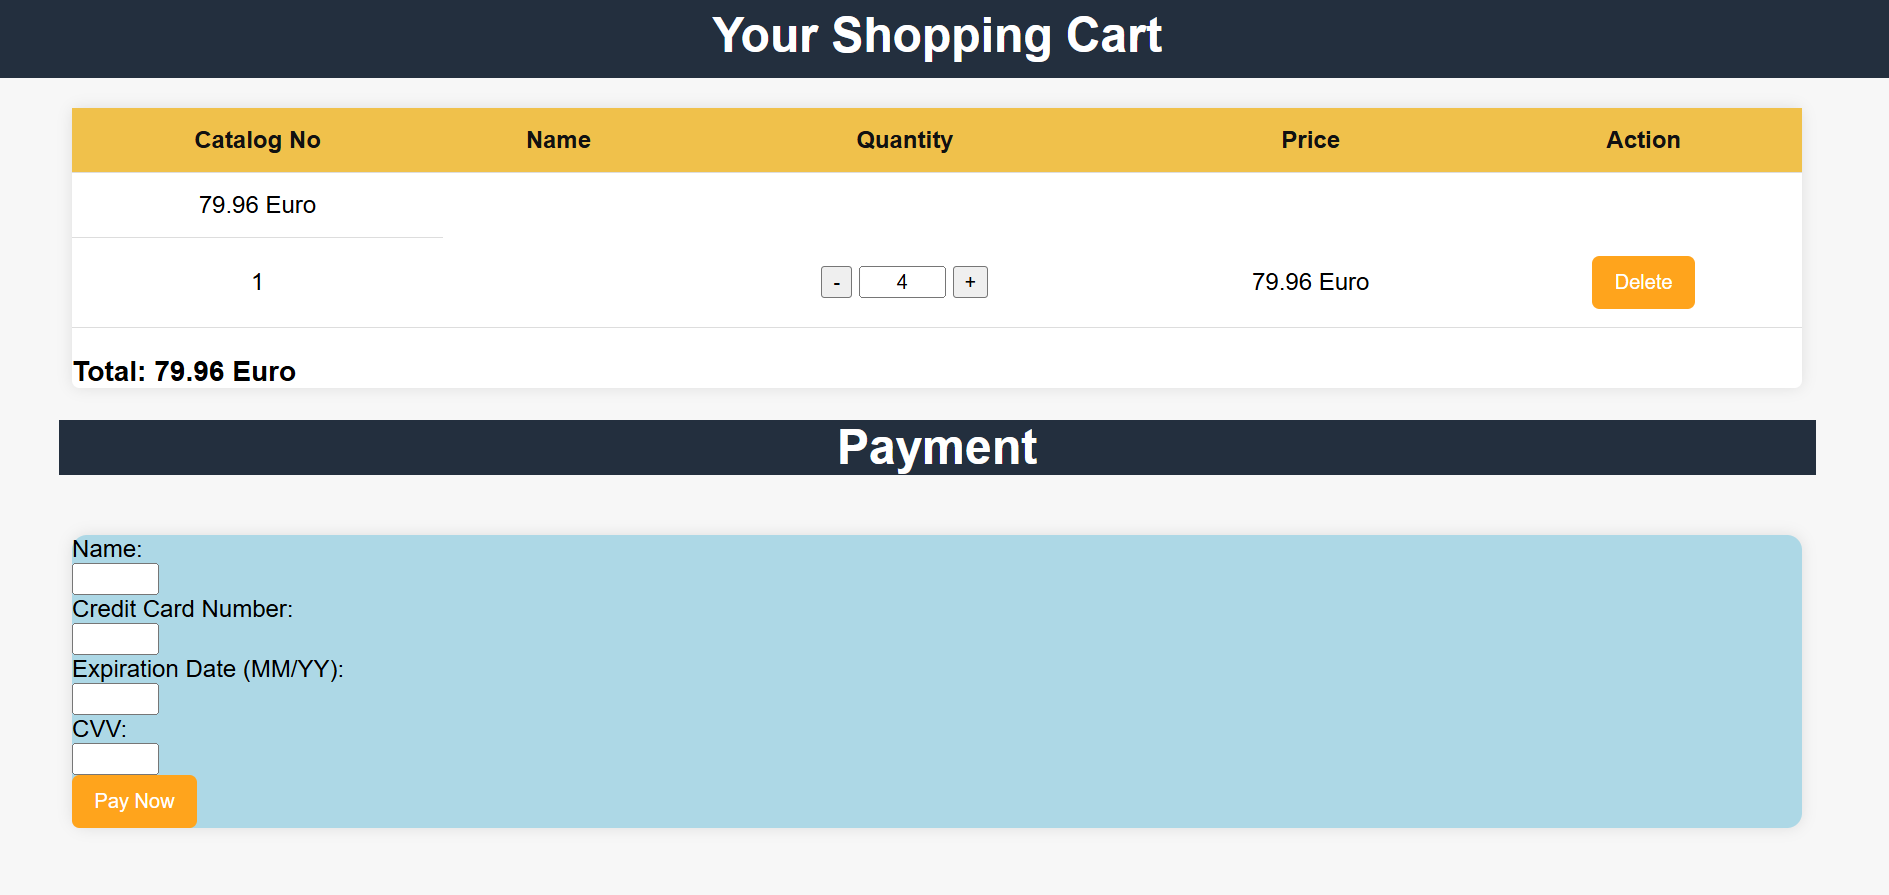 Your Shopping Cart
Catalog No Name Quantity Price Action
79.96 Euro
1 - 4 + 79.96 Euro Delete
Total: 79.96 Euro
Payment
Name:
Credit Card Number:
Expiration Date (MM/YY):
CVV:
Pay Now